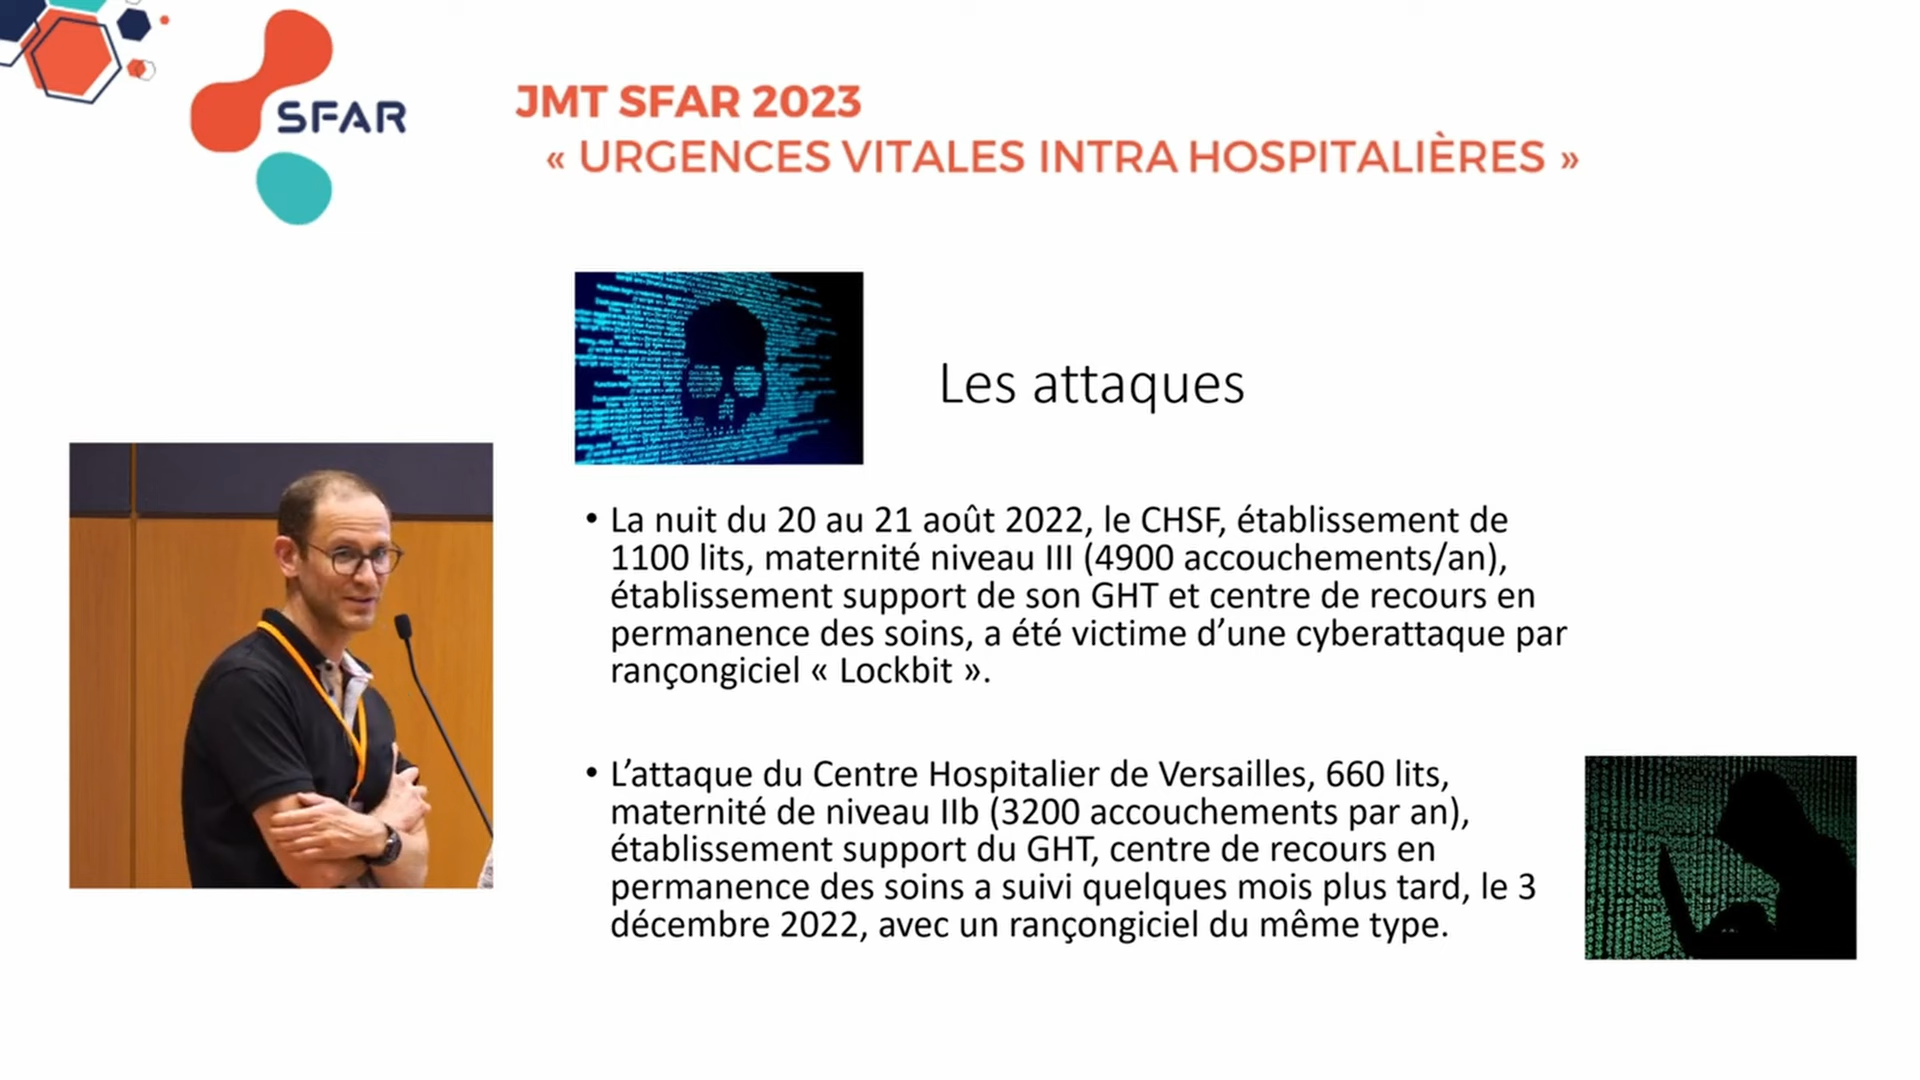 SFAR
JMT SFAR 2023
« URGENCES VITALES INTRA HOSPITALIÈRES »
Les attaques
• La nuit du 20 au 21 août 2022, le CHSF, établissement de
1100 lits, maternité niveau III (4900 accouchements/an),
établissement support de son GHT et centre de recours en
permanence des soins, a été victime d’une cyberattaque par
rançongiciel « Lockbit ».
• L’attaque du Centre Hospitalier de Versailles, 660 lits,
maternité de niveau IIb (3200 accouchements par an),
établissement support du GHT, centre de recours en
permanence des soins a suivi quelques mois plus tard, le 3
décembre 2022, avec un rançongiciel du même type.